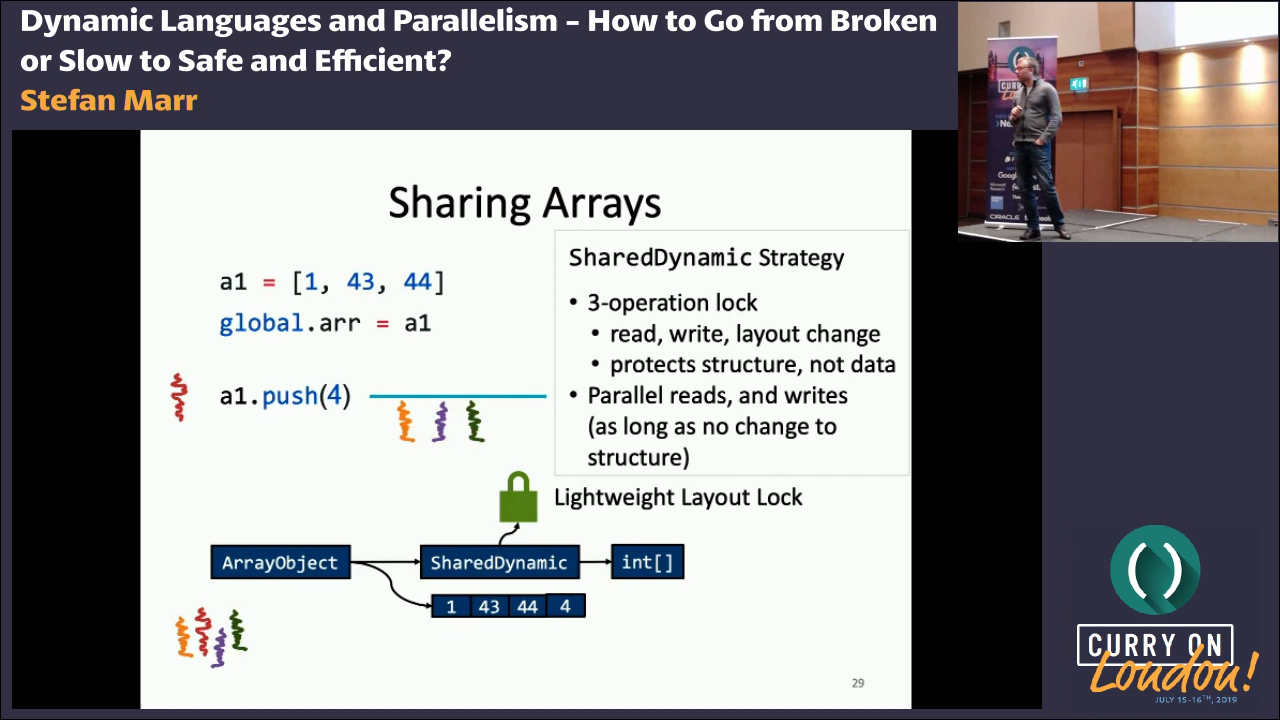 Dynamic Languages and Parallelism – How to Go from Broken
or Slow to Safe and Efficient?
Stefan Marr
Sharing Arrays
a1 = [1, 43, 44]
global.arr = a1
a1.push(4)
SharedDynamic Strategy
• 3-operation lock
• read, write, layout change
• protects structure, not data
• Parallel reads, and writes
(as long as no change to
structure)
Lightweight Layout Lock
ArrayObject
SharedDynamic
int[]
1 43 44 4
29
CURRY ON
London!
JULY 15-16TH, 2019
CURRY
Google
ORACLE